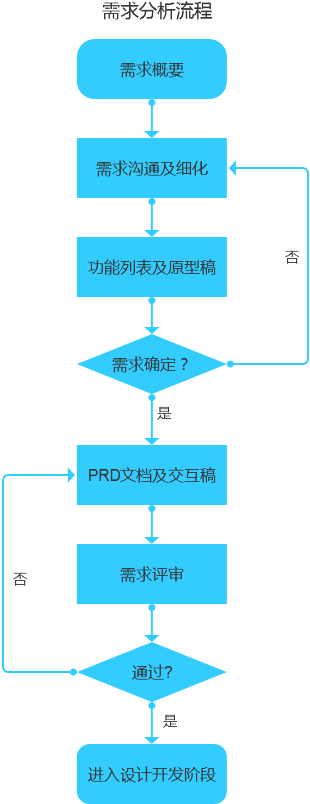 需求分析流程
需求概要
需求沟通及细化
否
功能列表及原型稿
需求确定？
是
PRD文档及交互稿
需求评审
否
通过?
是
进入设计开发阶段